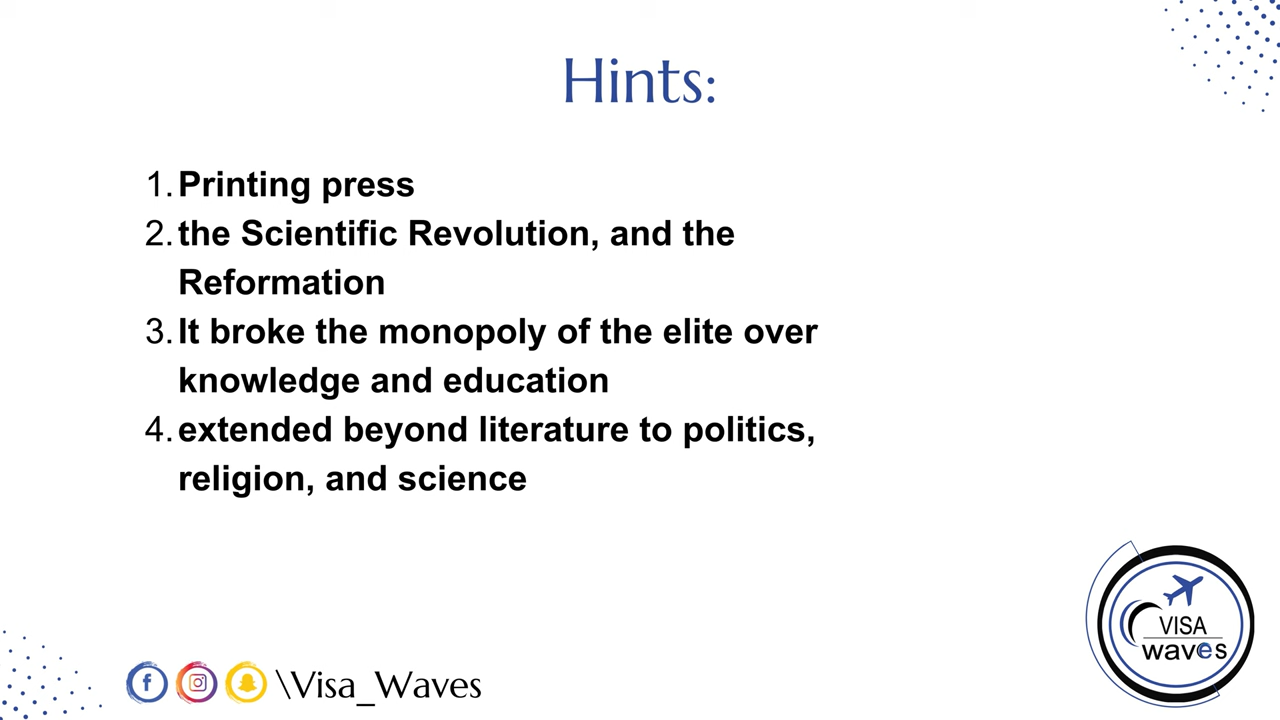 Hints:
1. Printing press
2. the Scientific Revolution, and the
Reformation
3. It broke the monopoly of the elite over
knowledge and education
4. extended beyond literature to politics,
religion, and science
VISA
waves
\Visa_Waves